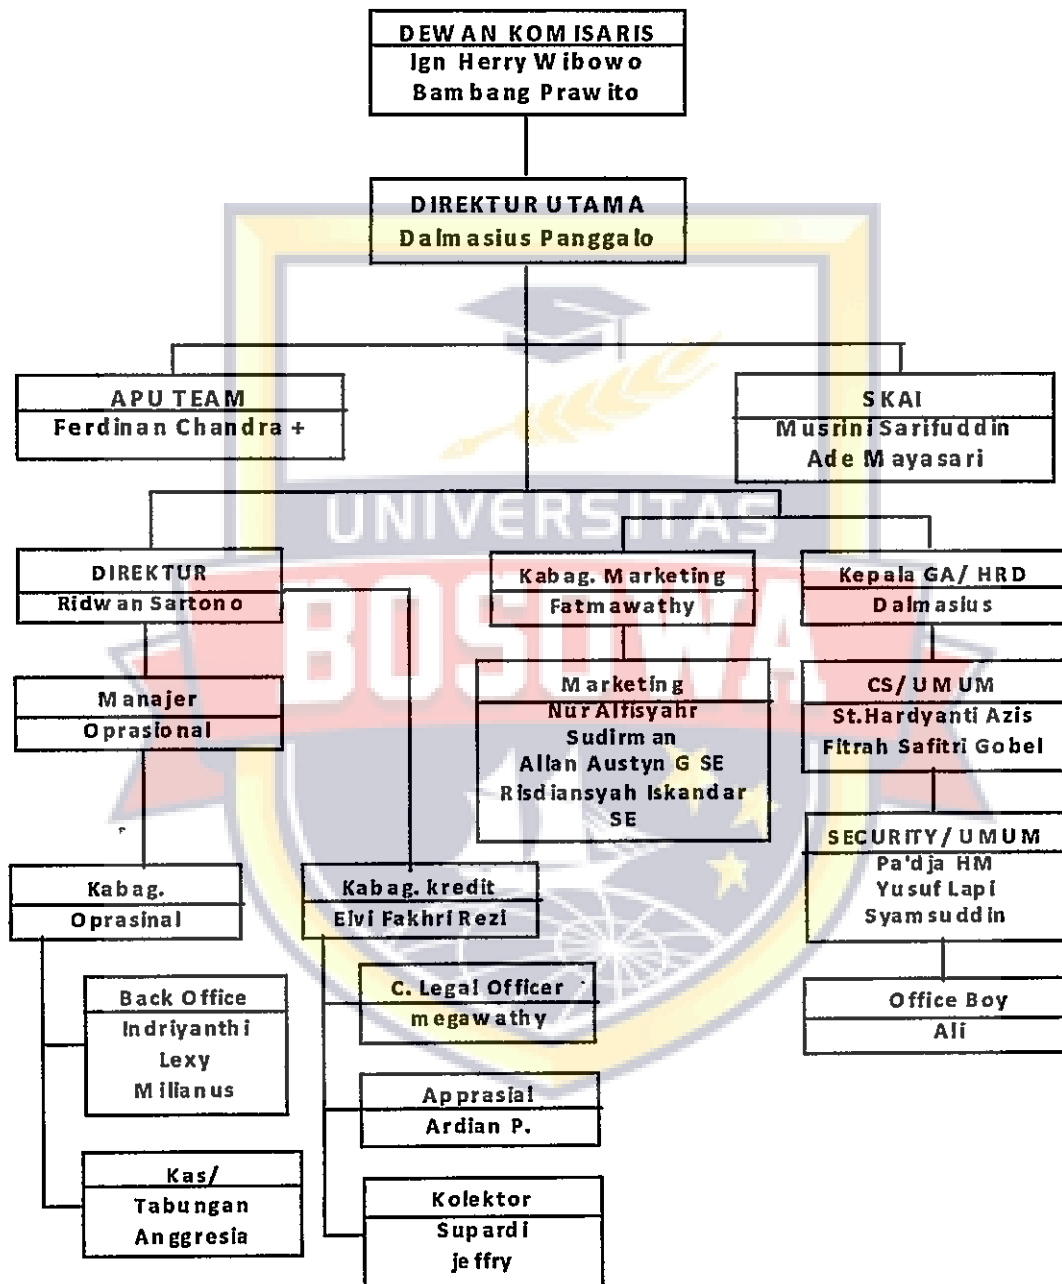 DEWAN KOMISARIS
Ign Herry Wibowo
Bambang Prawito
DIREKTUR UTAMA
Dalmasius Panggalo
APU TEAM
Ferdinan Chandra +
SKAI
Musrini Sarifuddin
Ade Mayasari
UNIVERSITAS
BOSOWA
DIREKTUR
Ridwan Sartono
Kabag. Marketing
Fatmawathy
Kepala GA/ HRD
Dalmasius
Manajer
Oprasional
Marketing
Nur Alfisyahr
Sudirman
Allan Austyn G SE
Risdiansyah Iskandar
SE
CS/ UMUM
St.Hardyanti Azis
Fitrah Safitri Gobel
SECURITY/ UMUM
Pa'dja HM
Yusuf Lapi
Syamsuddin
Kabag.
Oprasinal
Kabag. kredit
Elvi Fakhri Rezi
Back Office
Indriyanthi
Lexy
Milianus
C. Legal Officer
megawathy
Office Boy
Ali
Apprasial
Ardian P.
Kas/
Tabungan
Anggresia
Kolektor
Supardi
jeffry